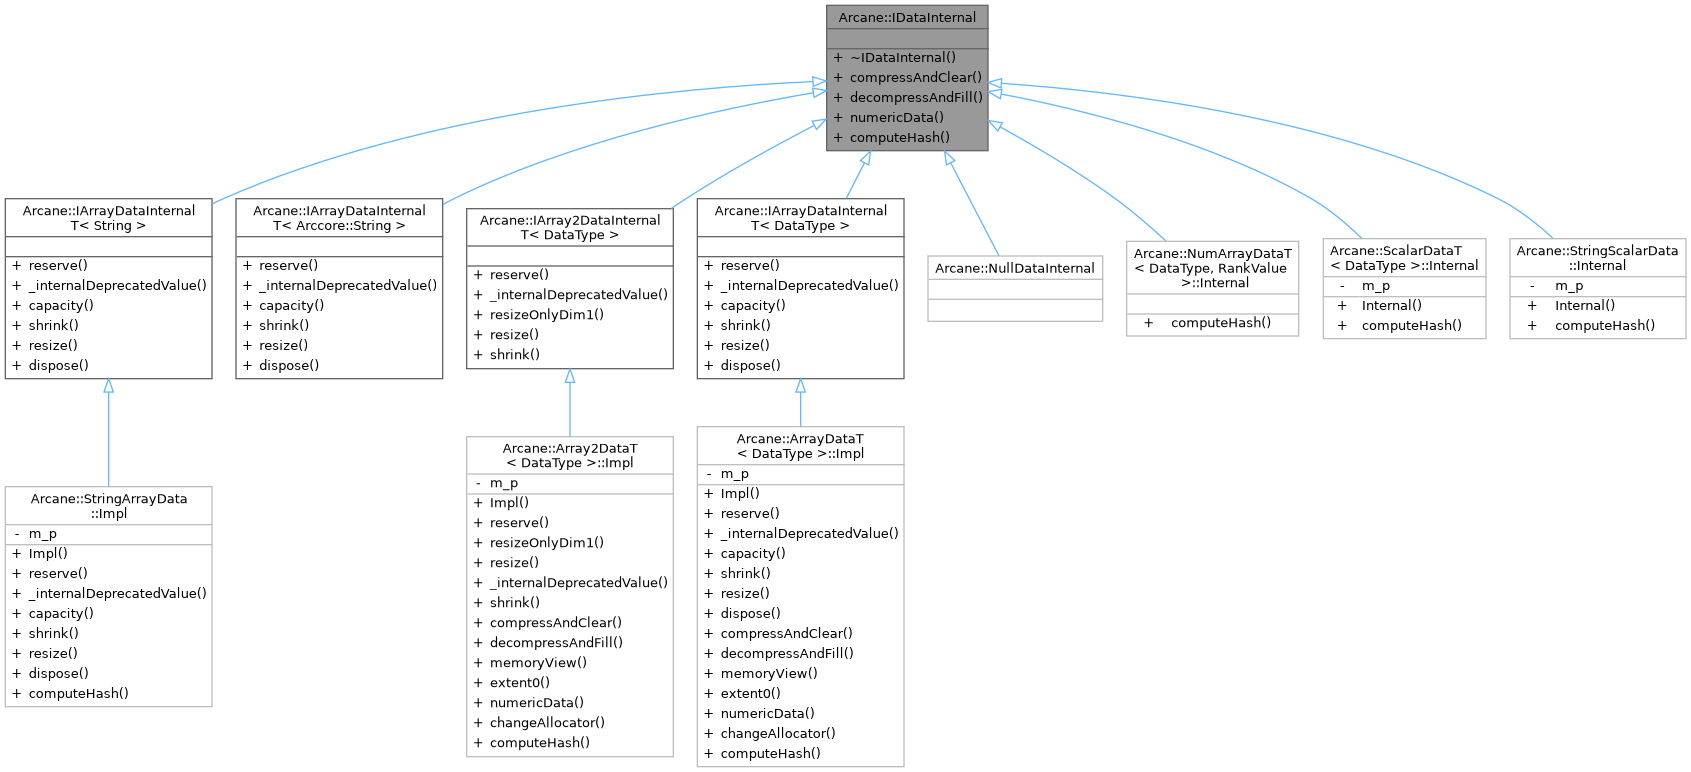 Arcane::IDataInternal
+ ~IDataInternal()
+ compressAndClear()
+ decompressAndFill()
+ numericData()
+ computeHash()
Arcane::IArrayDataInternal
T< String >
+ reserve()
+ _internalDeprecatedValue()
+ capacity()
+ shrink()
+ resize()
+ dispose()
Arcane::IArrayDataInternal
T< Arccore::String >
+ reserve()
+ _internalDeprecatedValue()
+ capacity()
+ shrink()
+ resize()
+ dispose()
Arcane::IArray2DataInternal
T< DataType >
+ reserve()
+ _internalDeprecatedValue()
+ resizeOnlyDim1()
+ resize()
+ shrink()
Arcane::IArrayDataInternal
T< DataType >
+ reserve()
+ _internalDeprecatedValue()
+ capacity()
+ shrink()
+ resize()
+ dispose()
Arcane::NullDataInternal
Arcane::NumArrayDataT
< DataType, RankValue
>::Internal
+ computeHash()
Arcane::ScalarDataT
< DataType >::Internal
- m_p
+ Internal()
+ computeHash()
Arcane::StringScalarData
::Internal
- m_p
+ Internal()
+ computeHash()
Arcane::StringArrayData
::Impl
- m_p
+ Impl()
+ reserve()
+ _internalDeprecatedValue()
+ capacity()
+ shrink()
+ resize()
+ dispose()
+ computeHash()
Arcane::Array2DataT
< DataType >::Impl
- m_p
+ Impl()
+ reserve()
+ resizeOnlyDim1()
+ resize()
+ _internalDeprecatedValue()
+ shrink()
+ compressAndClear()
+ decompressAndFill()
+ memoryView()
+ extent0()
+ numericData()
+ changeAllocator()
+ computeHash()
Arcane::ArrayDataT
< DataType >::Impl
- m_p
+ Impl()
+ reserve()
+ _internalDeprecatedValue()
+ capacity()
+ shrink()
+ resize()
+ dispose()
+ compressAndClear()
+ decompressAndFill()
+ memoryView()
+ extent0()
+ numericData()
+ changeAllocator()
+ computeHash()